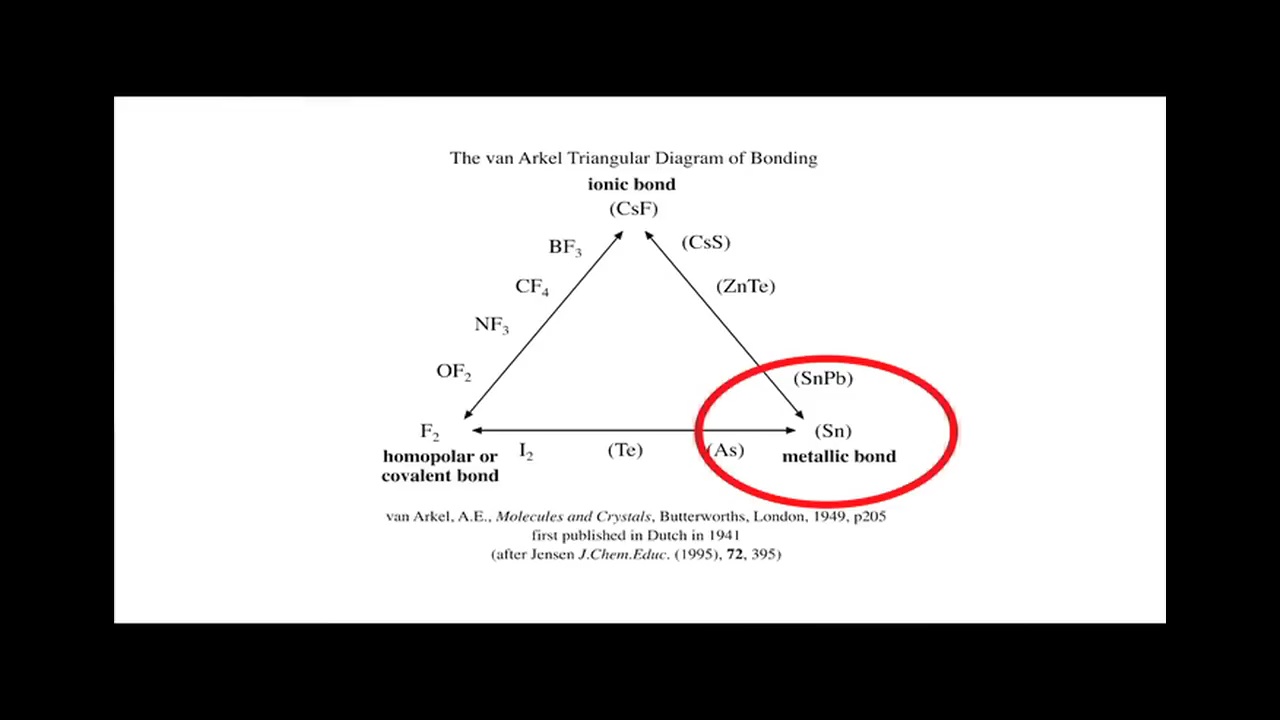 The van Arkel Triangular Diagram of Bonding
ionic bond
(CsF)
BF₃
(CsS)
CF₄
(ZnTe)
NF₃
OF₂
(SnPb)
F₂
(Sn)
homopolar or
covalent bond
I₂
(Te)
(As)
metallic bond
van Arkel, A.E., Molecules and Crystals, Butterworths, London, 1949, p205
first published in Dutch in 1941
(after Jensen J.Chem.Educ. (1995), 72, 395)